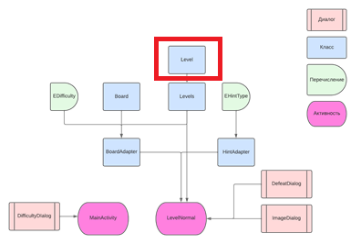 Диалог
Level
Класс
EDifficulty
Board
Levels
EHintType
Перечисление
Активность
BoardAdapter
HintAdapter
DefeatDialog
DifficultyDialog
MainActivity
LevelNormal
ImageDialog